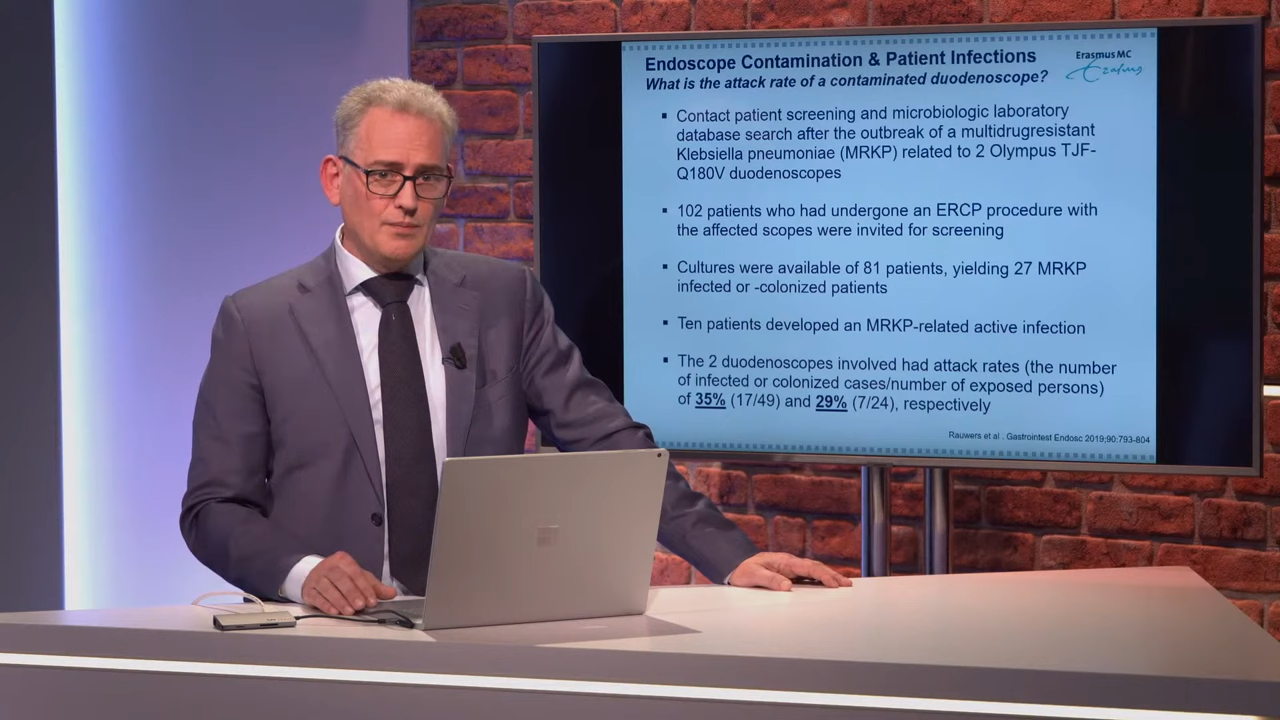 Endoscope Contamination & Patient Infections
What is the attack rate of a contaminated duodenoscope?
Erasmus MC
Erasmus
▪ Contact patient screening and microbiologic laboratory
database search after the outbreak of a multidrugresistant
Klebsiella pneumoniae (MRKP) related to 2 Olympus TJF-
Q180V duodenoscopes
▪ 102 patients who had undergone an ERCP procedure with
the affected scopes were invited for screening
▪ Cultures were available of 81 patients, yielding 27 MRKP
infected or -colonized patients
▪ Ten patients developed an MRKP-related active infection
▪ The 2 duodenoscopes involved had attack rates (the number
of infected or colonized cases/number of exposed persons)
of 35% (17/49) and 29% (7/24), respectively
Rauwers et al . Gastrointest Endosc 2019;90:793-804